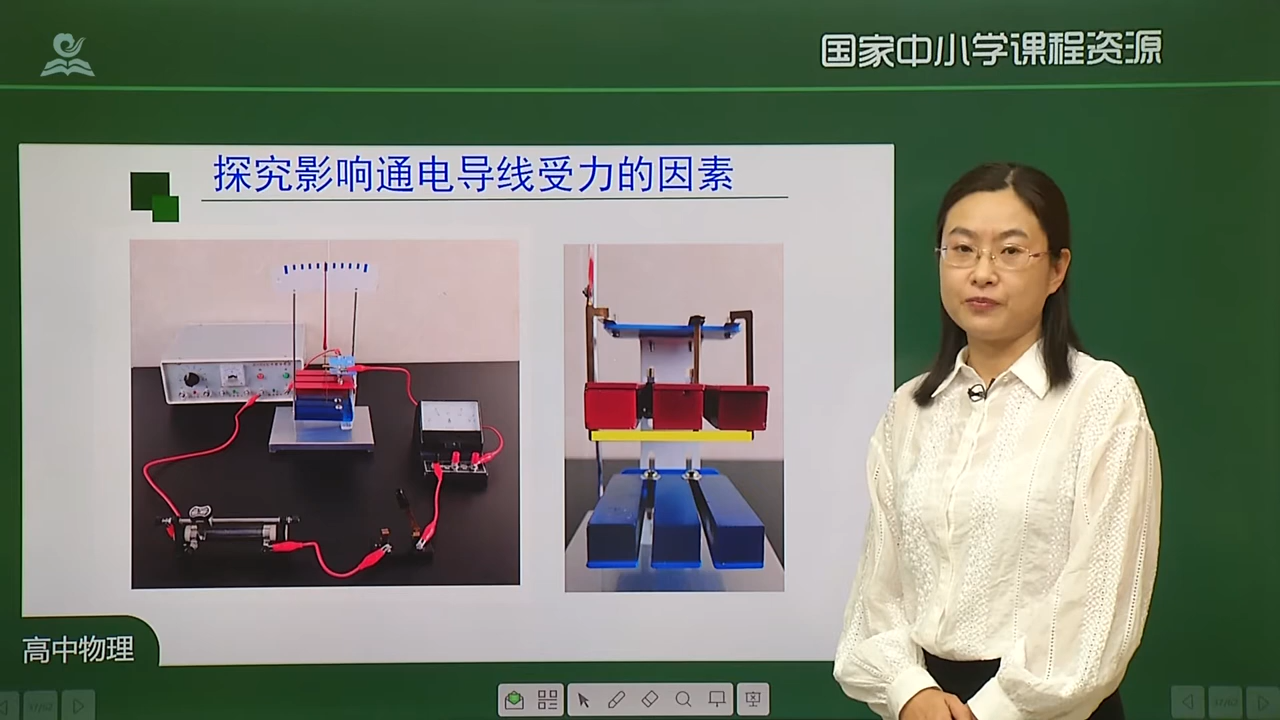 国家中小学课程资源
探究影响通电导线受力的因素
高中物理